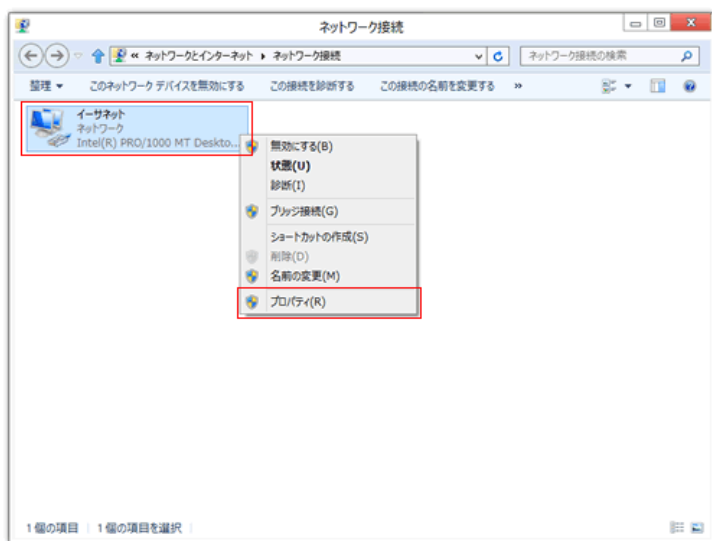 ネットワーク接続
« ネットワークとインターネット ▸ ネットワーク接続
ネットワーク接続の検索
整理 このネットワーク デバイスを無効にする この接続を診断する この接続の名前を変更する »
イーサネット
ネットワーク
Intel(R) PRO/1000 MT Deskto...
無効にする(B)
状態(U)
診断(I)
ブリッジ接続(G)
ショートカットの作成(S)
削除(D)
名前の変更(M)
プロパティ(R)
1 個の項目 1 個の項目を選択